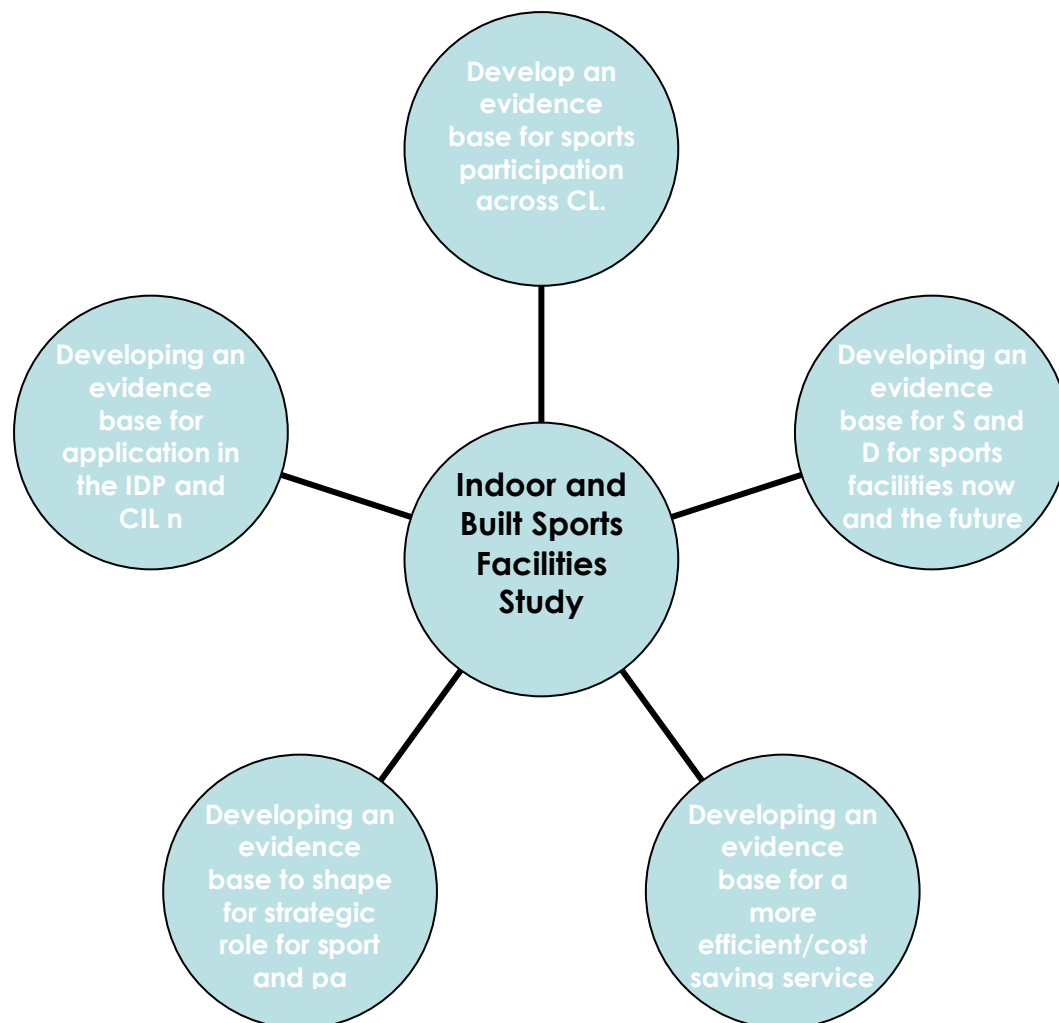 Develop an
evidence
base for sports
participation
across CL.
Developing an
evidence
base for
application in
the IDP and
CIL n
Developing an
evidence
base for S and
D for sports
facilities now
and the future
Indoor and
Built Sports
Facilities
Study
Developing an
evidence
base to shape
for strategic
role for sport
and pa
Developing an
evidence
base for a
more
efficient/cost
saving service